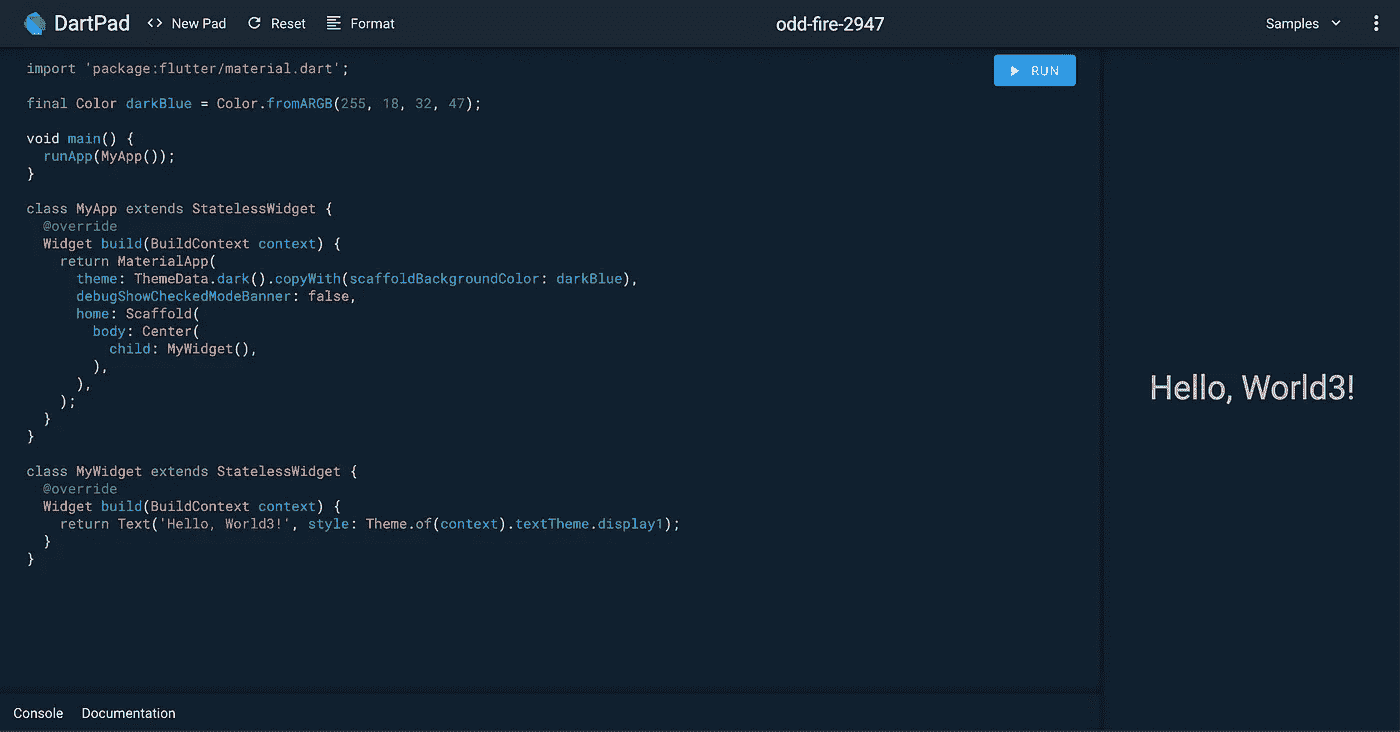 DartPad <> New Pad Reset Format odd-fire-2947 Samples
import 'package:flutter/material.dart';
RUN
final Color darkBlue = Color.fromARGB(255, 18, 32, 47);
void main() {
  runApp(MyApp());
}
class MyApp extends StatelessWidget {
  @override
  Widget build(BuildContext context) {
    return MaterialApp(
      theme: ThemeData.dark().copyWith(scaffoldBackgroundColor: darkBlue),
      debugShowCheckedModeBanner: false,
      home: Scaffold(
        body: Center(
          child: MyWidget(),
        ),
      ),
    );
  }
}
class MyWidget extends StatelessWidget {
  @override
  Widget build(BuildContext context) {
    return Text('Hello, World3!', style: Theme.of(context).textTheme.display1);
  }
}
Hello, World3!
Console Documentation